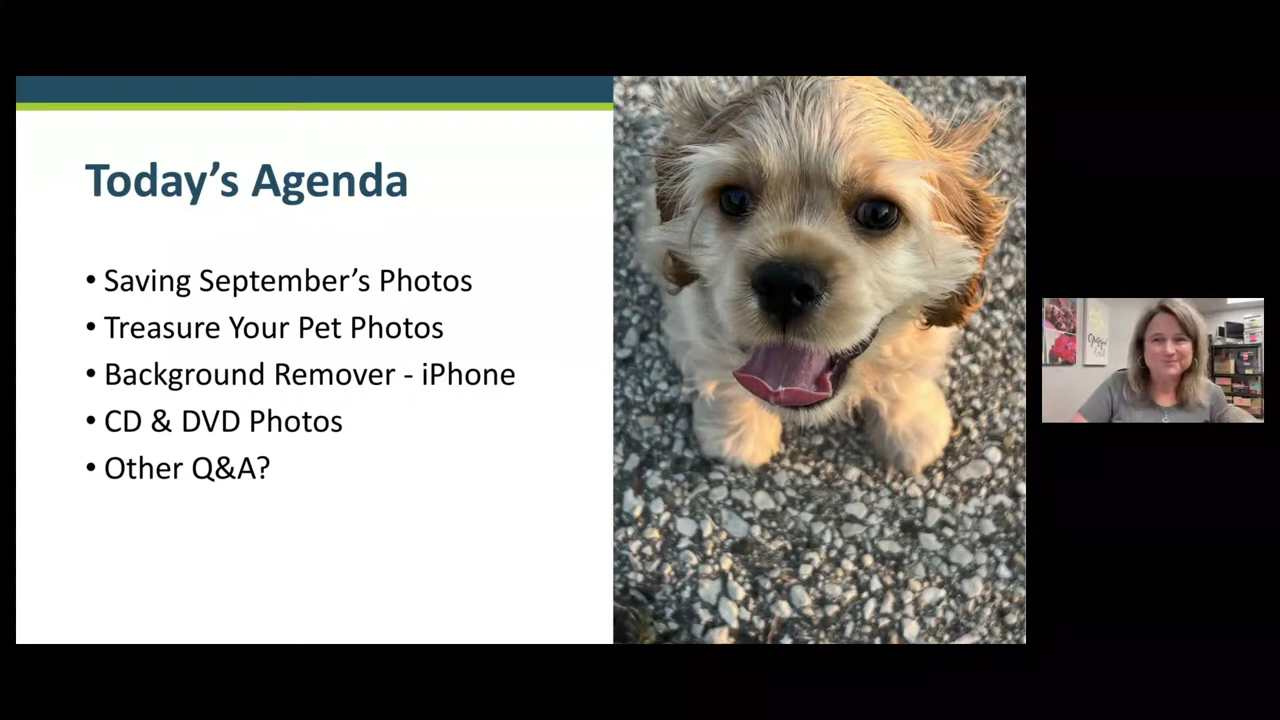 Today's Agenda
• Saving September's Photos
• Treasure Your Pet Photos
• Background Remover - iPhone
• CD & DVD Photos
• Other Q&A?